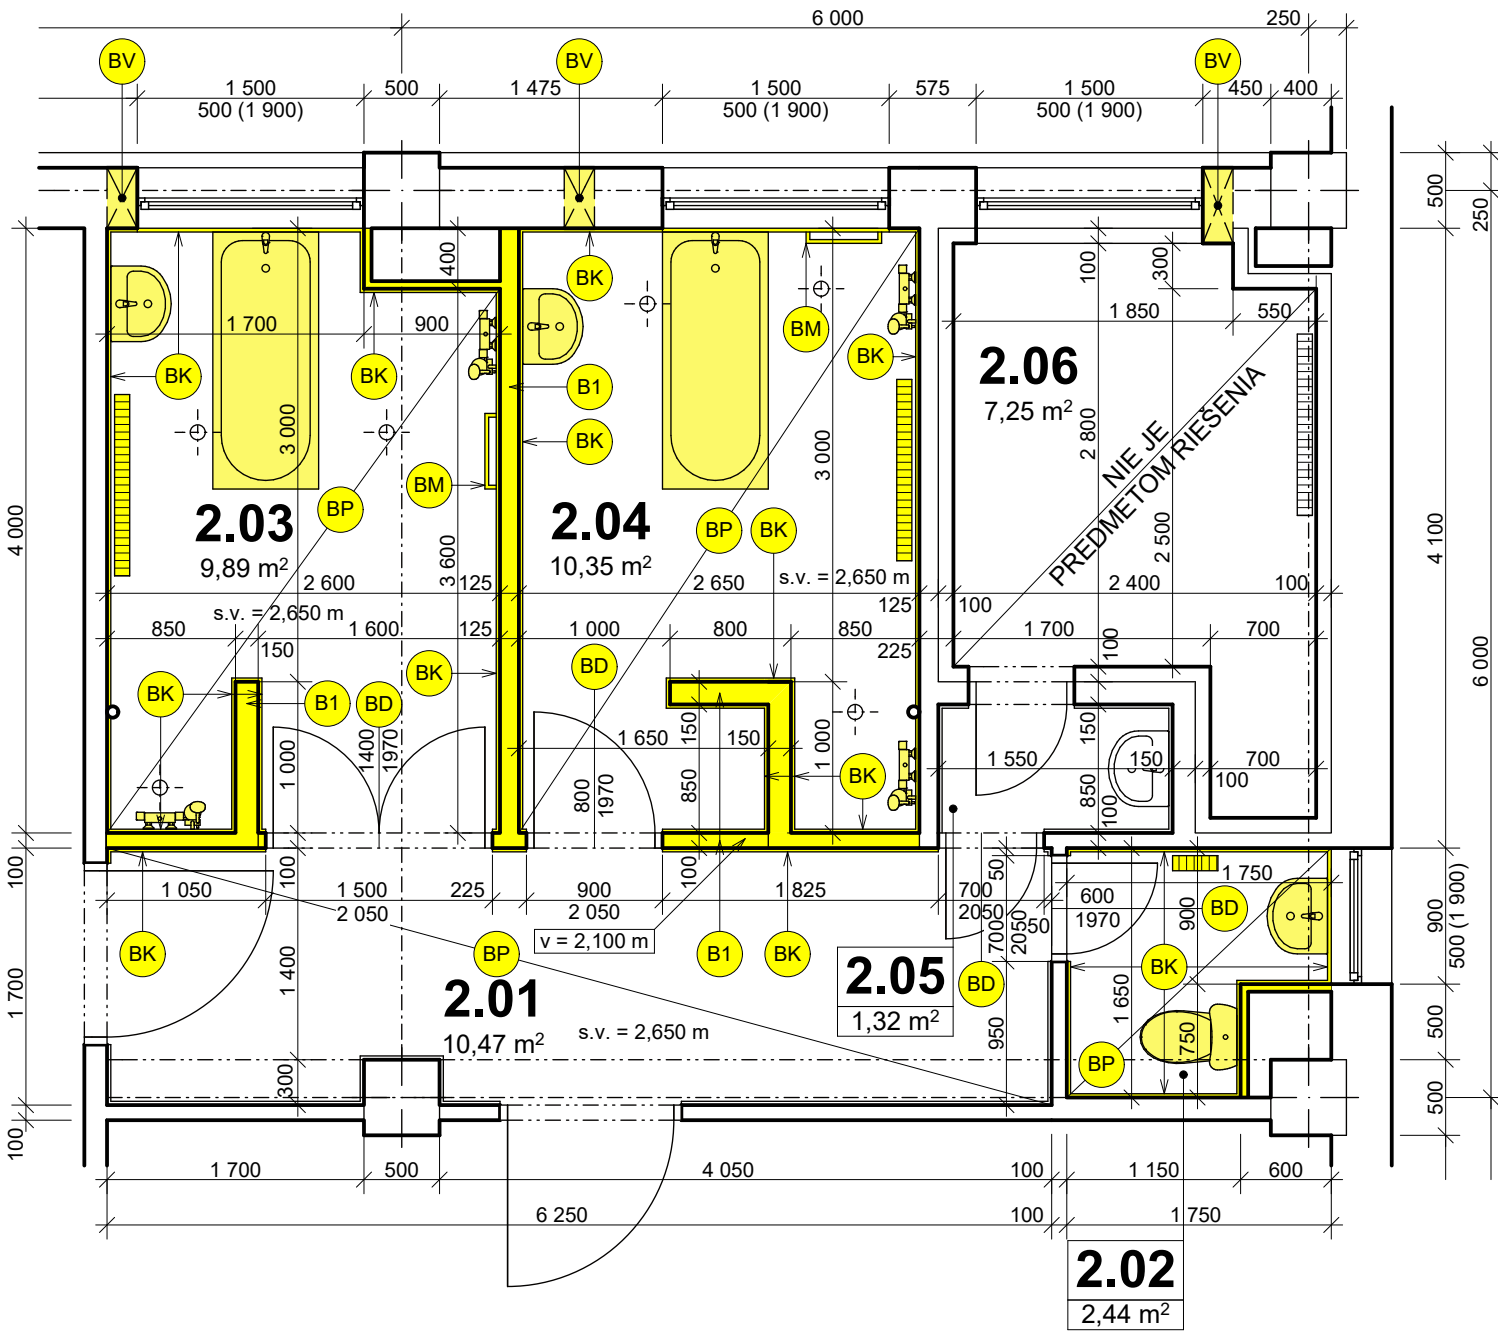 6 000
250
BV
BV
BV
1 500
500
1 475
1 500
575
1 500
450
400
500 (1 900)
500 (1 900)
500 (1 900)
500
250
400
BK
100
300
1 700
900
BM
1 850
550
BK
BK
BK
B1
2.06
7,25 m²
BK
3 000
3 000
2 800
NIE JE
PREDMETOM RIEŠENIA
BM
2.03
9,89 m²
BP
2.04
10,35 m²
BP
BK
4 000
4 100
3 600
2 500
2 600
125
2 650
s.v. = 2,650 m
125
100
2 400
100
s.v. = 2,650 m
850
150
1 600
125
1 000
800
850
225
1 700
100
700
6 000
BD
BK
BK
B1
BD
1 000
1400
1970
1 650
150
150
1 000
150
1 550
150
100
700
800
1970
850
BK
850
100
100
100
100
1 050
1 500
2 050
225
900
2 050
1 825
700
2050
50
600
1970
1 750
900
500 (1 900)
900
BD
BK
v = 2,100 m
BP
B1
BK
700
2050
50
BK
1 700
1 400
2.01
10,47 m²
s.v. = 2,650 m
2.05
1,32 m²
BD
950
1 650
750
BP
500
300
500
100
1 700
500
4 050
100
1 150
600
6 250
100
1 750
2.02
2,44 m²